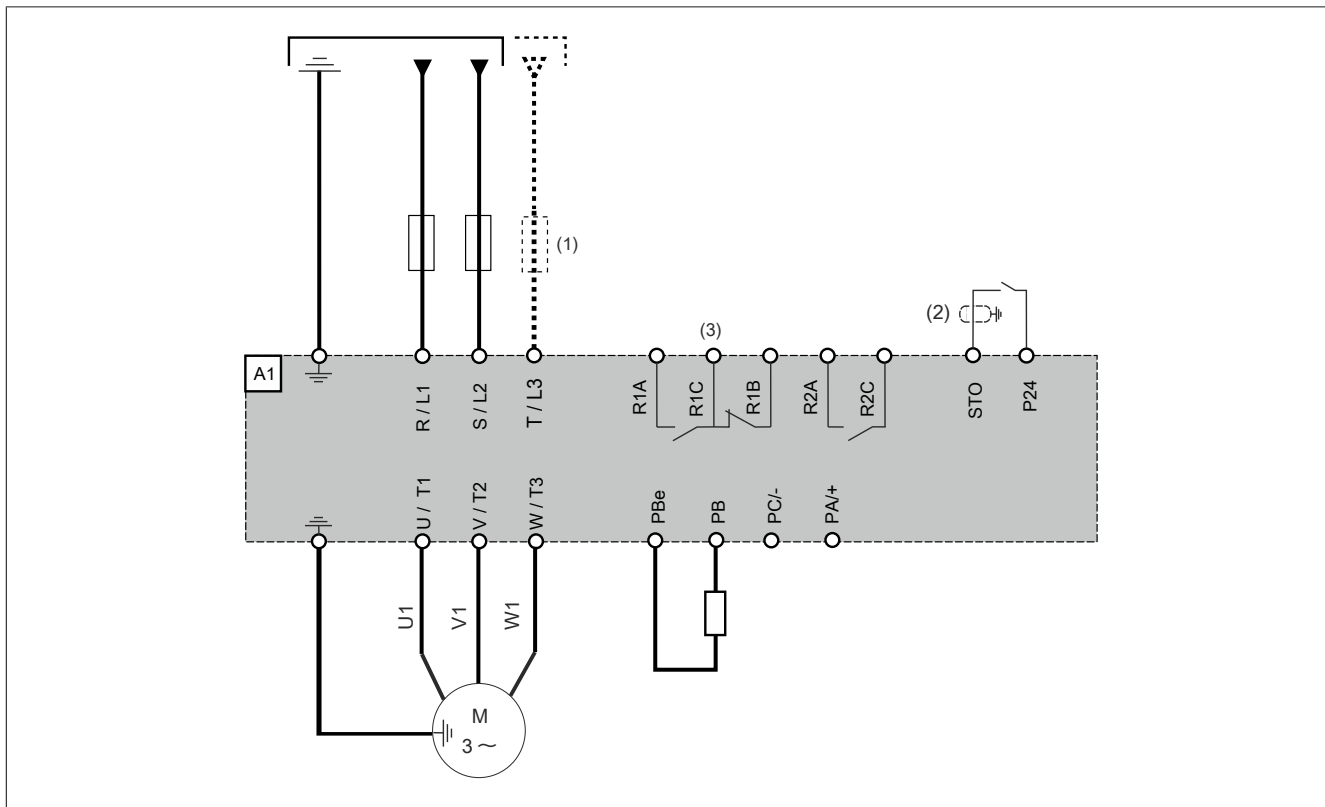 (1)
(2)
(3)
A1
R / L1
S / L2
T / L3
R1A
R1C
R1B
R2A
R2C
STO
P24
U / T1
V / T2
W / T3
PBe
PB
PC/-
PA/+
U1
V1
W1
M
3 ~